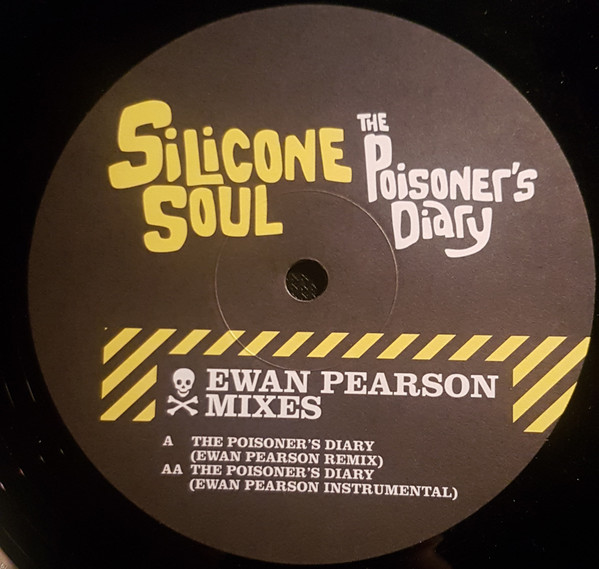 SiLiCONE
SOUL
THE
POiSONER'S
DiaRy
EWAN PEARSON
MIXES
A THE POISONER'S DIARY
(EWAN PEARSON REMIX)
AA THE POISONER'S DIARY
(EWAN PEARSON INSTRUMENTAL)